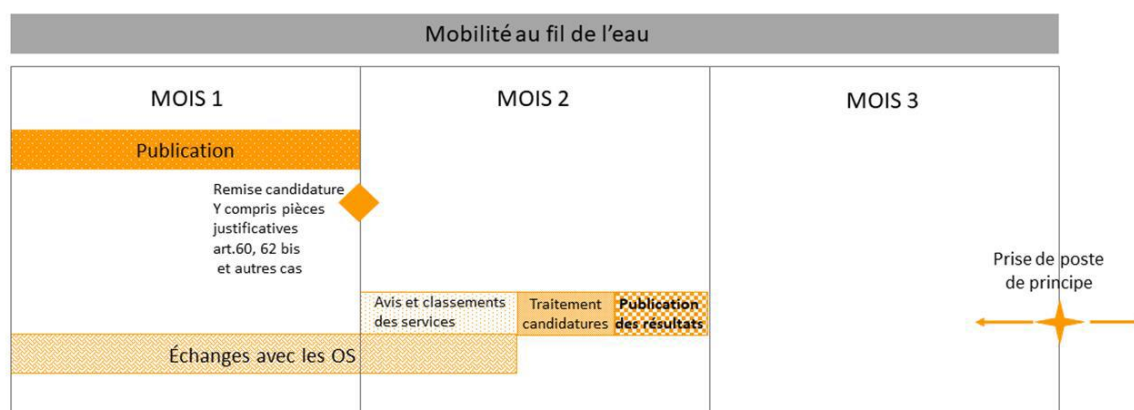 Mobilité au fil de l'eau
MOIS 1
MOIS 2
MOIS 3
Publication
Remise candidature
Y compris pièces
justificatives
art.60, 62 bis
et autres cas
Prise de poste
de principe
Avis et classements
des services
Traitement
candidatures
Publication
des résultats
Échanges avec les OS